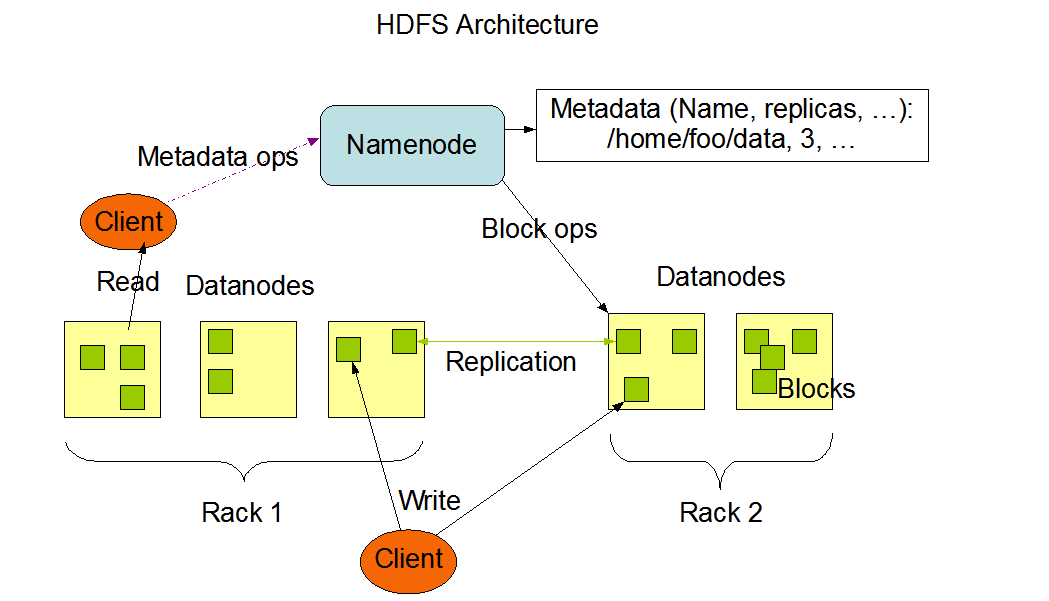 HDFS Architecture
Metadata (Name, replicas, …):
/home/foo/data, 3, …
Namenode
Metadata ops
Client
Block ops
Read
Datanodes
Datanodes
Replication
Blocks
Rack 1
Write
Rack 2
Client